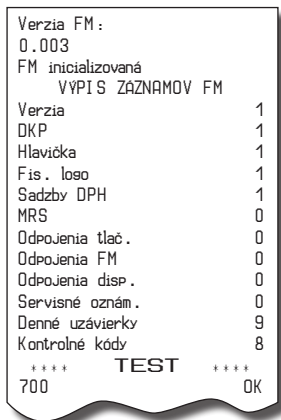 Verzia FM:
0.003
FM inicializovaná
VÝPIS ZÁZNAMOV FM
Verzia 1
DKP 1
Hlavička 1
Fis. logo 1
Sadzby DPH 1
MRS 0
Odpojenia tlač. 0
Odpojenia FM 0
Odpojenia disp. 0
Servisné oznám. 0
Denné uzávierky 9
Kontrolné kódy 8
**** TEST ****
700 OK